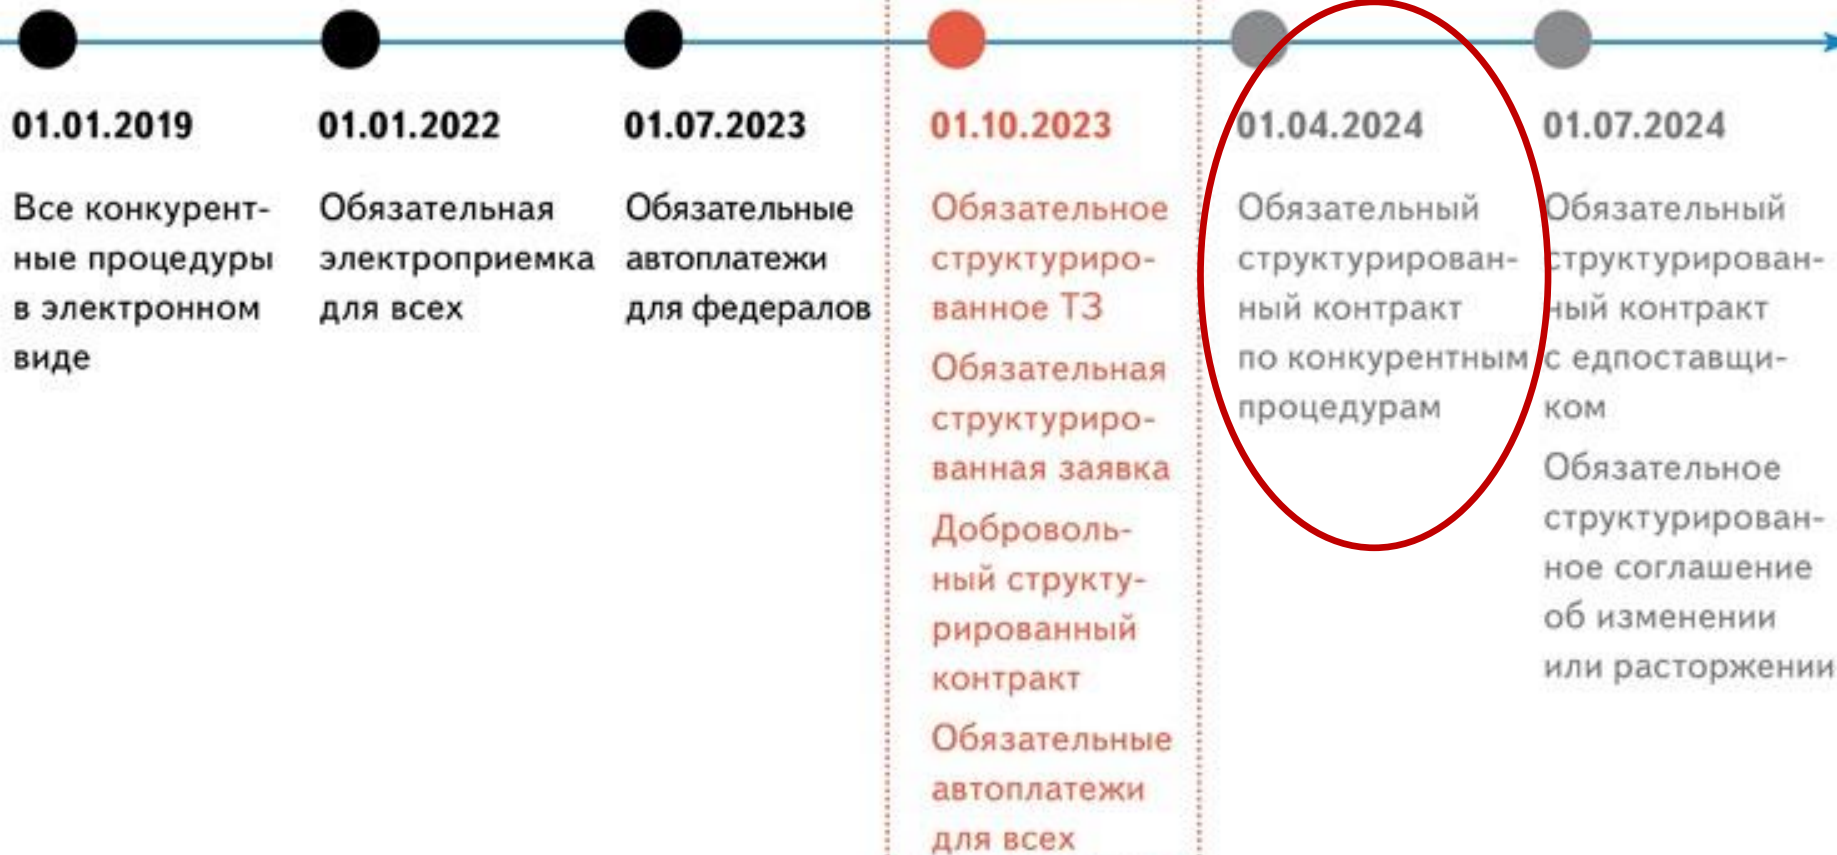 01.01.2019
Все конкурент-
ные процедуры
в электронном
виде
01.01.2022
Обязательная
электроприемка
для всех
01.07.2023
Обязательные
автоплатежи
для федералов
01.10.2023
Обязательное
структуриро-
ванное ТЗ
Обязательная
структуриро-
ванная заявка
Доброволь-
ный структу-
рированный
контракт
Обязательные
автоплатежи
для всех
01.04.2024
Обязательный
структурирован-
ный контракт
по конкурентным
процедурам
01.07.2024
Обязательный
структурирован-
ный контракт
с едпоставщи-
ком
Обязательное
структурирован-
ное соглашение
об изменении
или расторжении